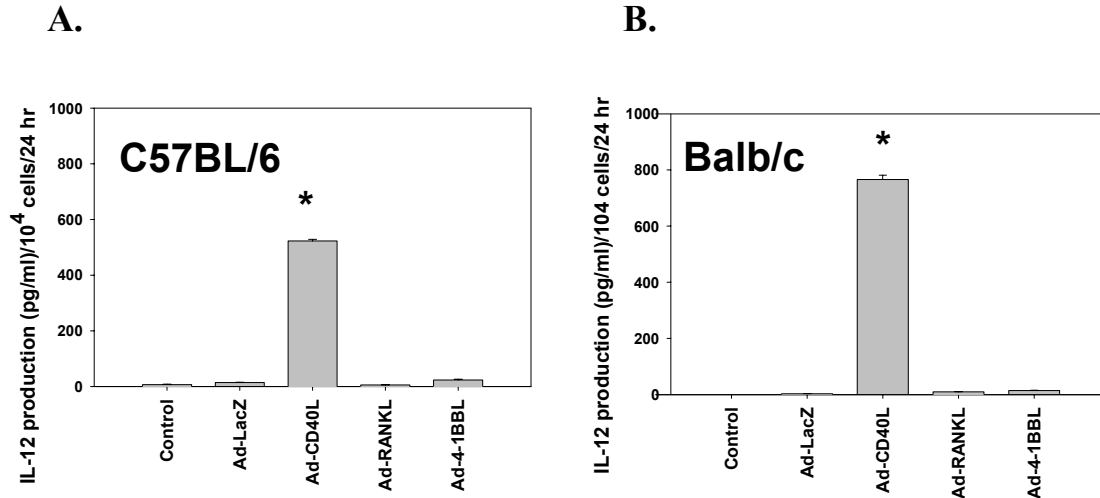 A.
B.
IL-12 production (pg/ml)/10⁴ cells/24 hr
1000
800
600
400
200
0
C57BL/6
*
Control
Ad-LacZ
Ad-CD40L
Ad-RANKL
Ad-4-1BBL
IL-12 production (pg/ml)/104 cells/24 hr
1000
800
600
400
200
0
Balb/c
*
Control
Ad-LacZ
Ad-CD40L
Ad-RANKL
Ad-4-1BBL